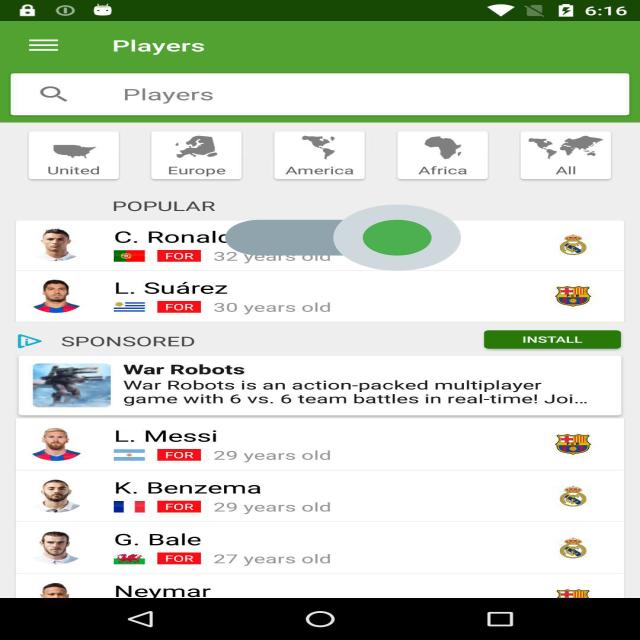 6:16
Players
Players
United
Europe
America
Africa
All
POPULAR
C. Ronald
FOR 32 years old
L. Suárez
FOR 30 years old
SPONSORED
INSTALL
War Robots
War Robots is an action-packed multiplayer
game with 6 vs. 6 team battles in real-time! Joi...
L. Messi
FOR 29 years old
K. Benzema
FOR 29 years old
G. Bale
FOR 27 years old
Neymar